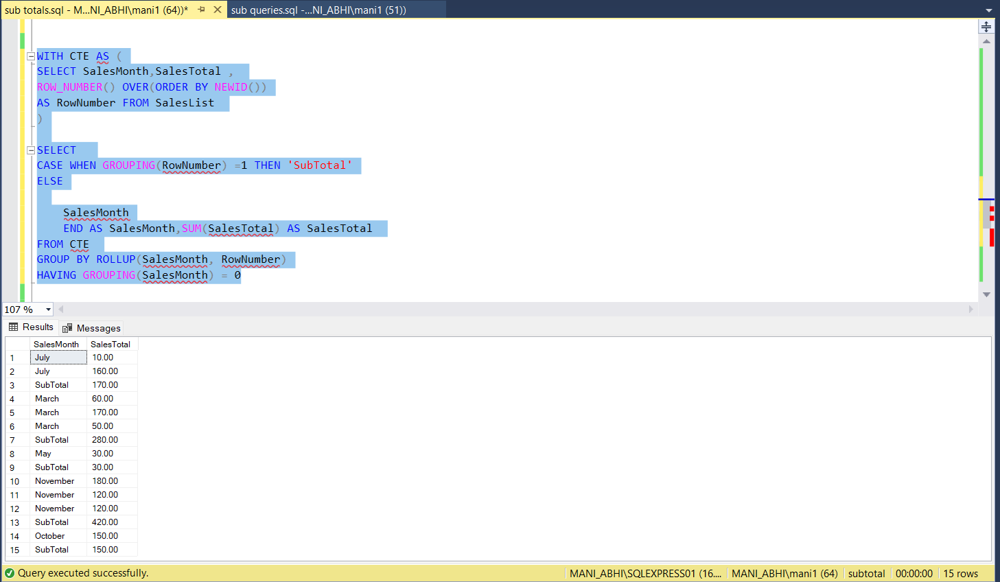 sub totals.sql - M...NI_ABHI\mani1 (64))* sub queries.sql -...NI_ABHI\mani1 (51))
WITH CTE AS (
SELECT SalesMonth,SalesTotal ,
ROW_NUMBER() OVER(ORDER BY NEWID())
AS RowNumber FROM SalesList
)
SELECT
CASE WHEN GROUPING(RowNumber) =1 THEN 'SubTotal'
ELSE
SalesMonth
END AS SalesMonth,SUM(SalesTotal) AS SalesTotal
FROM CTE
GROUP BY ROLLUP(SalesMonth, RowNumber)
HAVING GROUPING(SalesMonth) = 0
107 %
Results Messages
SalesMonth SalesTotal
1 July 10.00
2 July 160.00
3 SubTotal 170.00
4 March 60.00
5 March 170.00
6 March 50.00
7 SubTotal 280.00
8 May 30.00
9 SubTotal 30.00
10 November 180.00
11 November 120.00
12 November 120.00
13 SubTotal 420.00
14 October 150.00
15 SubTotal 150.00
Query executed successfully. MANI_ABHI\SQLEXPRESS01 (16.... MANI_ABHI\mani1 (64) subtotal 00:00:00 15 rows